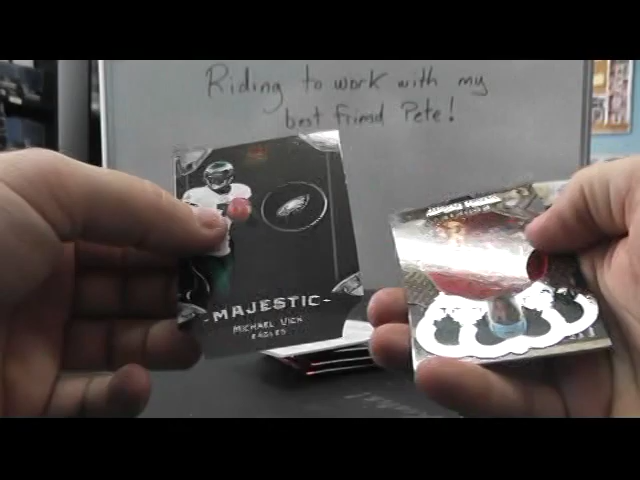 Riding to work with my
best friend Pete!
-MAJESTIC-
MICHAEL VICK
EAGLES